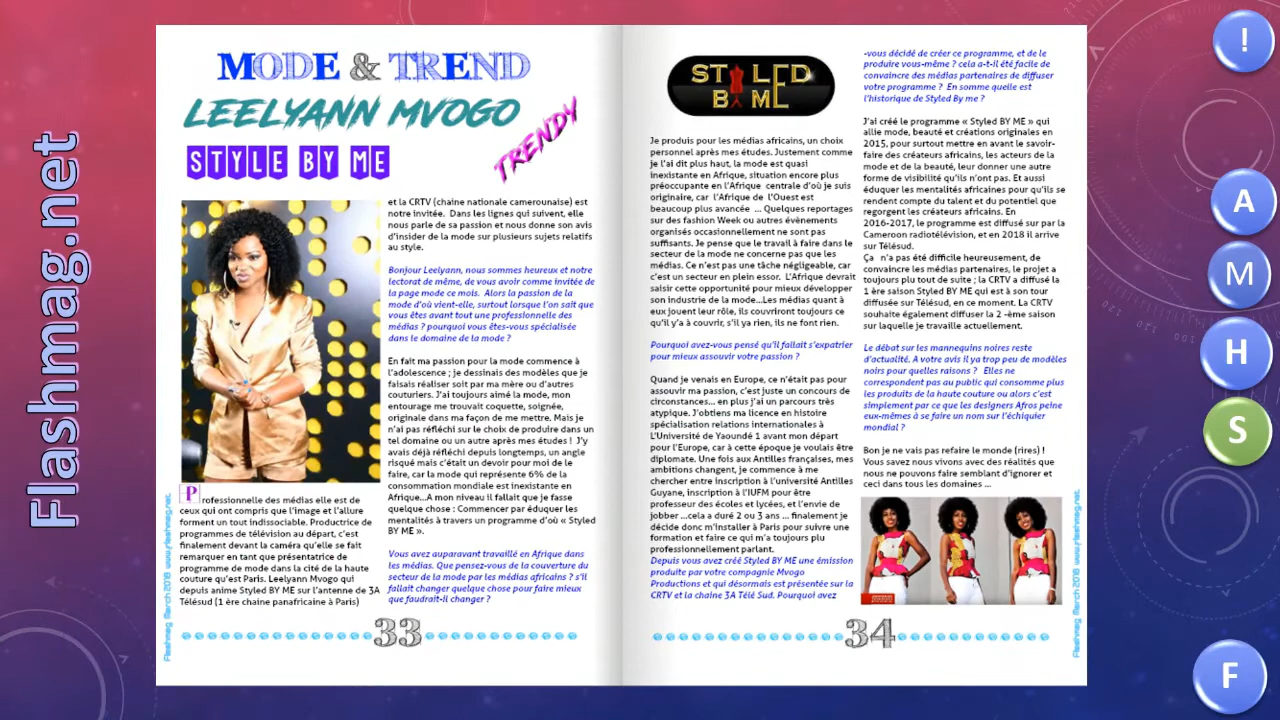 Flashmag.net
MODE & TREND
LEELYANN MVOGO
TRENDY
STYLE BY ME
Professionnelle des médias elle est de
ceux qui ont compris que l'image et l'allure
forment un tout indissociable. Productrice de
programmes de télévision au départ, c'est
finalement devant la caméra qu'elle se fait
remarquer en tant que présentatrice de
programme de mode dans la cité de la haute
couture qu'est Paris. Leelyann Mvogo qui
depuis anime Styled BY ME sur l'antenne de 3A
Télésud (1 ère chaine panafricaine à Paris)
et la CRTV (chaine nationale camerounaise) est
notre invitée. Dans les lignes qui suivent, elle
nous parle de sa passion et nous donne son avis
d'insider de la mode sur plusieurs sujets relatifs
au style.
Bonjour Leelyann, nous sommes heureux et notre
lectorat de même, de vous avoir comme invitée de
la page mode ce mois. Alors la passion de la
mode d'où vient-elle, surtout lorsque l'on sait que
vous êtes avant tout une professionnelle des
médias ? pourquoi vous êtes-vous spécialisée
dans le domaine de la mode ?
En fait ma passion pour la mode commence à
l'adolescence ; je dessinais des modèles que je
faisais réaliser soit par ma mère ou d'autres
couturiers. J'ai toujours aimé la mode, mon
entourage me trouvait coquette, soignée,
originale dans ma façon de me mettre. Mais je
n'ai pas réfléchi sur le choix de produire dans un
tel domaine ou un autre après mes études ! J'y
avais déjà réfléchi depuis longtemps, un angle
risqué mais c'était un devoir pour moi de le
faire, car la mode qui représente 6% de la
consommation mondiale est inexistante en
Afrique...A mon niveau il fallait que je fasse
quelque chose : Commencer par éduquer les
mentalités à travers un programme d'où « Styled
BY ME ».
Vous avez auparavant travaillé en Afrique dans
les médias. Que pensez-vous de la couverture du
secteur de la mode par les médias africains ? s'il
fallait changer quelque chose pour faire mieux
que faudrait-il changer ?
Flashmag March 2018 www.flashmag.net
33
STYLED
BY ME
Je produis pour les médias africains, un choix
personnel après mes études. Justement comme
je l'ai dit plus haut, la mode est quasi
inexistante en Afrique, situation encore plus
préoccupante en l'Afrique centrale d'où je suis
originaire, car l'Afrique de l'Ouest est
beaucoup plus avancée ... Quelques reportages
sur des fashion Week ou autres évènements
organisés occasionnellement ne sont pas
suffisants. Je pense que le travail à faire dans le
secteur de la mode ne concerne pas que les
médias. Ce n'est pas une tâche négligeable, car
c'est un secteur en plein essor. L'Afrique devrait
saisir cette opportunité pour mieux développer
son industrie de la mode...Les médias quant à
eux jouent leur rôle, ils couvriront toujours ce
qu'il y'a à couvrir, s'il ya rien, ils ne font rien.
Pourquoi avez-vous pensé qu'il fallait s'expatrier
pour mieux assouvir votre passion ?
Quand je venais en Europe, ce n'était pas pour
assouvir ma passion, c'est juste un concours de
circonstances... en plus j'ai un parcours très
atypique. J'obtiens ma licence en histoire
spécialisation relations internationales à
L'Université de Yaoundé 1 avant mon départ
pour l'Europe, car à cette époque je voulais être
diplomate. Une fois aux Antilles françaises, mes
ambitions changent, je commence à me
chercher entre inscription à l'université Antilles
Guyane, inscription à l'IUFM pour être
professeur des écoles et lycées, et l'envie de
jobber ...cela a duré 2 ou 3 ans ... finalement je
décide donc m'installer à Paris pour suivre une
formation et faire ce qui m'a toujours plu
professionnellement parlant.
Depuis vous avez créé Styled BY ME une émission
produite par votre compagnie Mvogo
Productions et qui désormais est présentée sur la
CRTV et la chaine 3A Télé Sud. Pourquoi avez
-vous décidé de créer ce programme, et de le
produire vous-même ? cela a-t-il été facile de
convaincre des médias partenaires de diffuser
votre programme ? En somme quelle est
l'historique de Styled By me ?
J'ai créé le programme « Styled BY ME » qui
allie mode, beauté et créations originales en
2015, pour surtout mettre en avant le savoir-
faire des créateurs africains, les acteurs de la
mode et de la beauté, leur donner une autre
forme de visibilité qu'ils n'ont pas. Et aussi
éduquer les mentalités africaines pour qu'ils se
rendent compte du talent et du potentiel que
regorgent les créateurs africains. En
2016-2017, le programme est diffusé sur par la
Cameroon radiotélévision, et en 2018 il arrive
sur Télésud.
Ça n'a pas été difficile heureusement, de
convaincre les médias partenaires, le projet a
toujours plu tout de suite ; la CRTV a diffusé la
1 ère saison Styled BY ME qui est à son tour
diffusée sur Télésud, en ce moment. La CRTV
souhaite également diffuser la 2 -ème saison
sur laquelle je travaille actuellement.
Le débat sur les mannequins noires reste
d'actualité. A votre avis il ya trop peu de modèles
noirs pour quelles raisons ? Elles ne
correspondent pas au public qui consomme plus
les produits de la haute couture ou alors c'est
simplement par ce que les designers Afros peine
eux-mêmes à se faire un nom sur l'échiquier
mondial ?
Bon je ne vais pas refaire le monde (rires) !
Vous savez nous vivons avec des réalités que
nous ne pouvons faire semblant d'ignorer et
ceci dans tous les domaines ...
Flashmag March 2018 www.flashmag.net
34
!
A
M
H
S
F